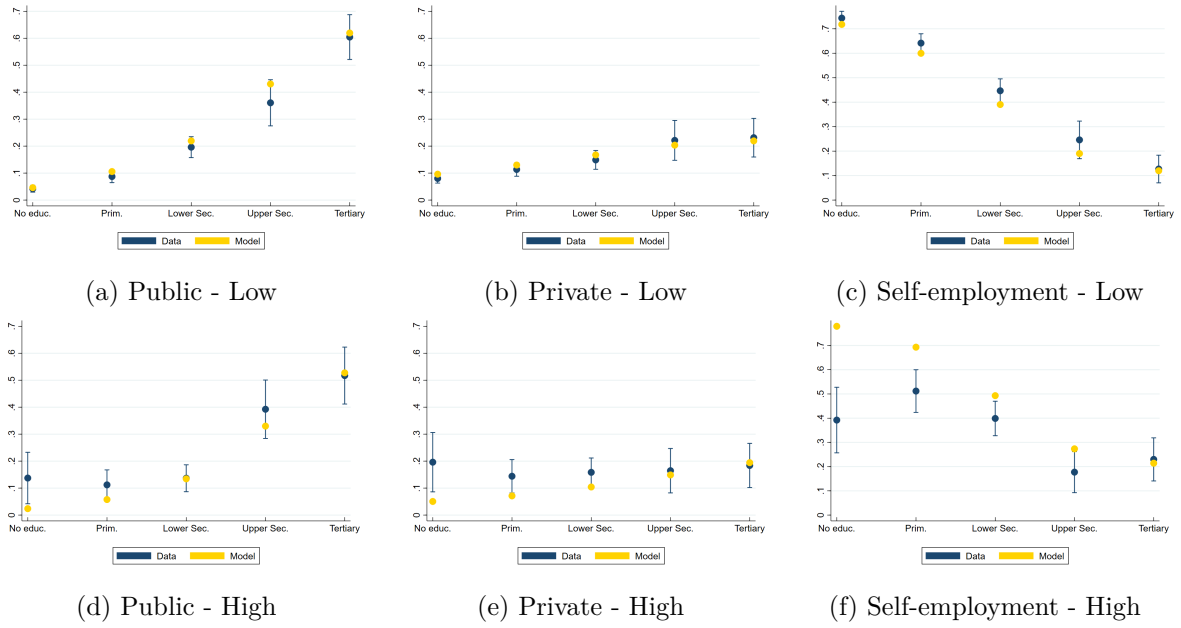 .7 .6 .5 .4 .3 .2 .1 0
No educ. Prim. Lower Sec. Upper Sec. Tertiary
Data Model
(a) Public - Low
.7 .6 .5 .4 .3 .2 .1 0
No educ. Prim. Lower Sec. Upper Sec. Tertiary
Data Model
(b) Private - Low
.7 .6 .5 .4 .3 .2 .1 0
No educ. Prim. Lower Sec. Upper Sec. Tertiary
Data Model
(c) Self-employment - Low
.7 .6 .5 .4 .3 .2 .1 0
No educ. Prim. Lower Sec. Upper Sec. Tertiary
Data Model
(d) Public - High
.7 .6 .5 .4 .3 .2 .1 0
No educ. Prim. Lower Sec. Upper Sec. Tertiary
Data Model
(e) Private - High
.7 .6 .5 .4 .3 .2 .1 0
No educ. Prim. Lower Sec. Upper Sec. Tertiary
Data Model
(f) Self-employment - High